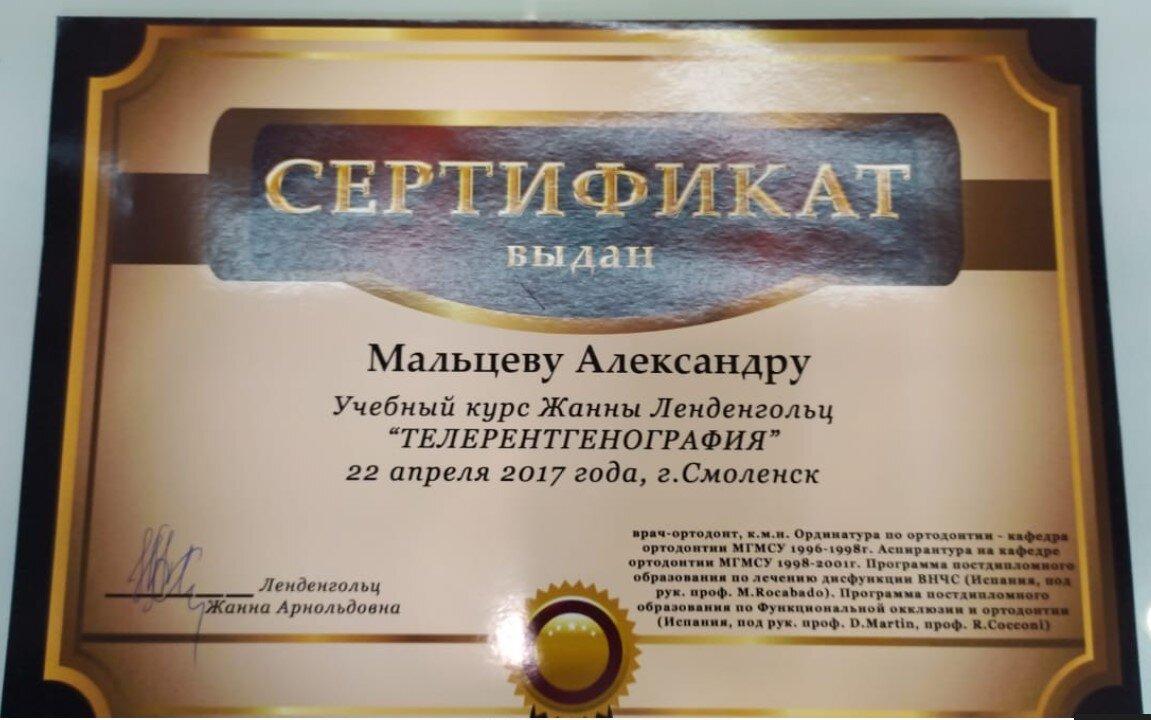 СЕРТИФИКАТ
выдан
Мальцеву Александру
Учебный курс Жанны Ленденгольц
“ТЕЛЕРЕНТГЕНОГРАФИЯ”
22 апреля 2017 года, г.Смоленск
врач-ортодонт, к.м.н. Ординатура по ортодонтии - кафедра
ортодонтии МГМСУ 1996-1998г. Аспирантура на кафедре
ортодонтии МГМСУ 1998-2001г. Программа постдипломного
образования по лечению дисфункции ВНЧС (Испания, под
рук. проф. M.Rocabado). Программа постдипломного
образования по Функциональной окклюзии и ортодонтии
(Испания, под рук. проф. D.Martin, проф. R.Cocconi)
Ленденгольц
Жанна Арнольдовна